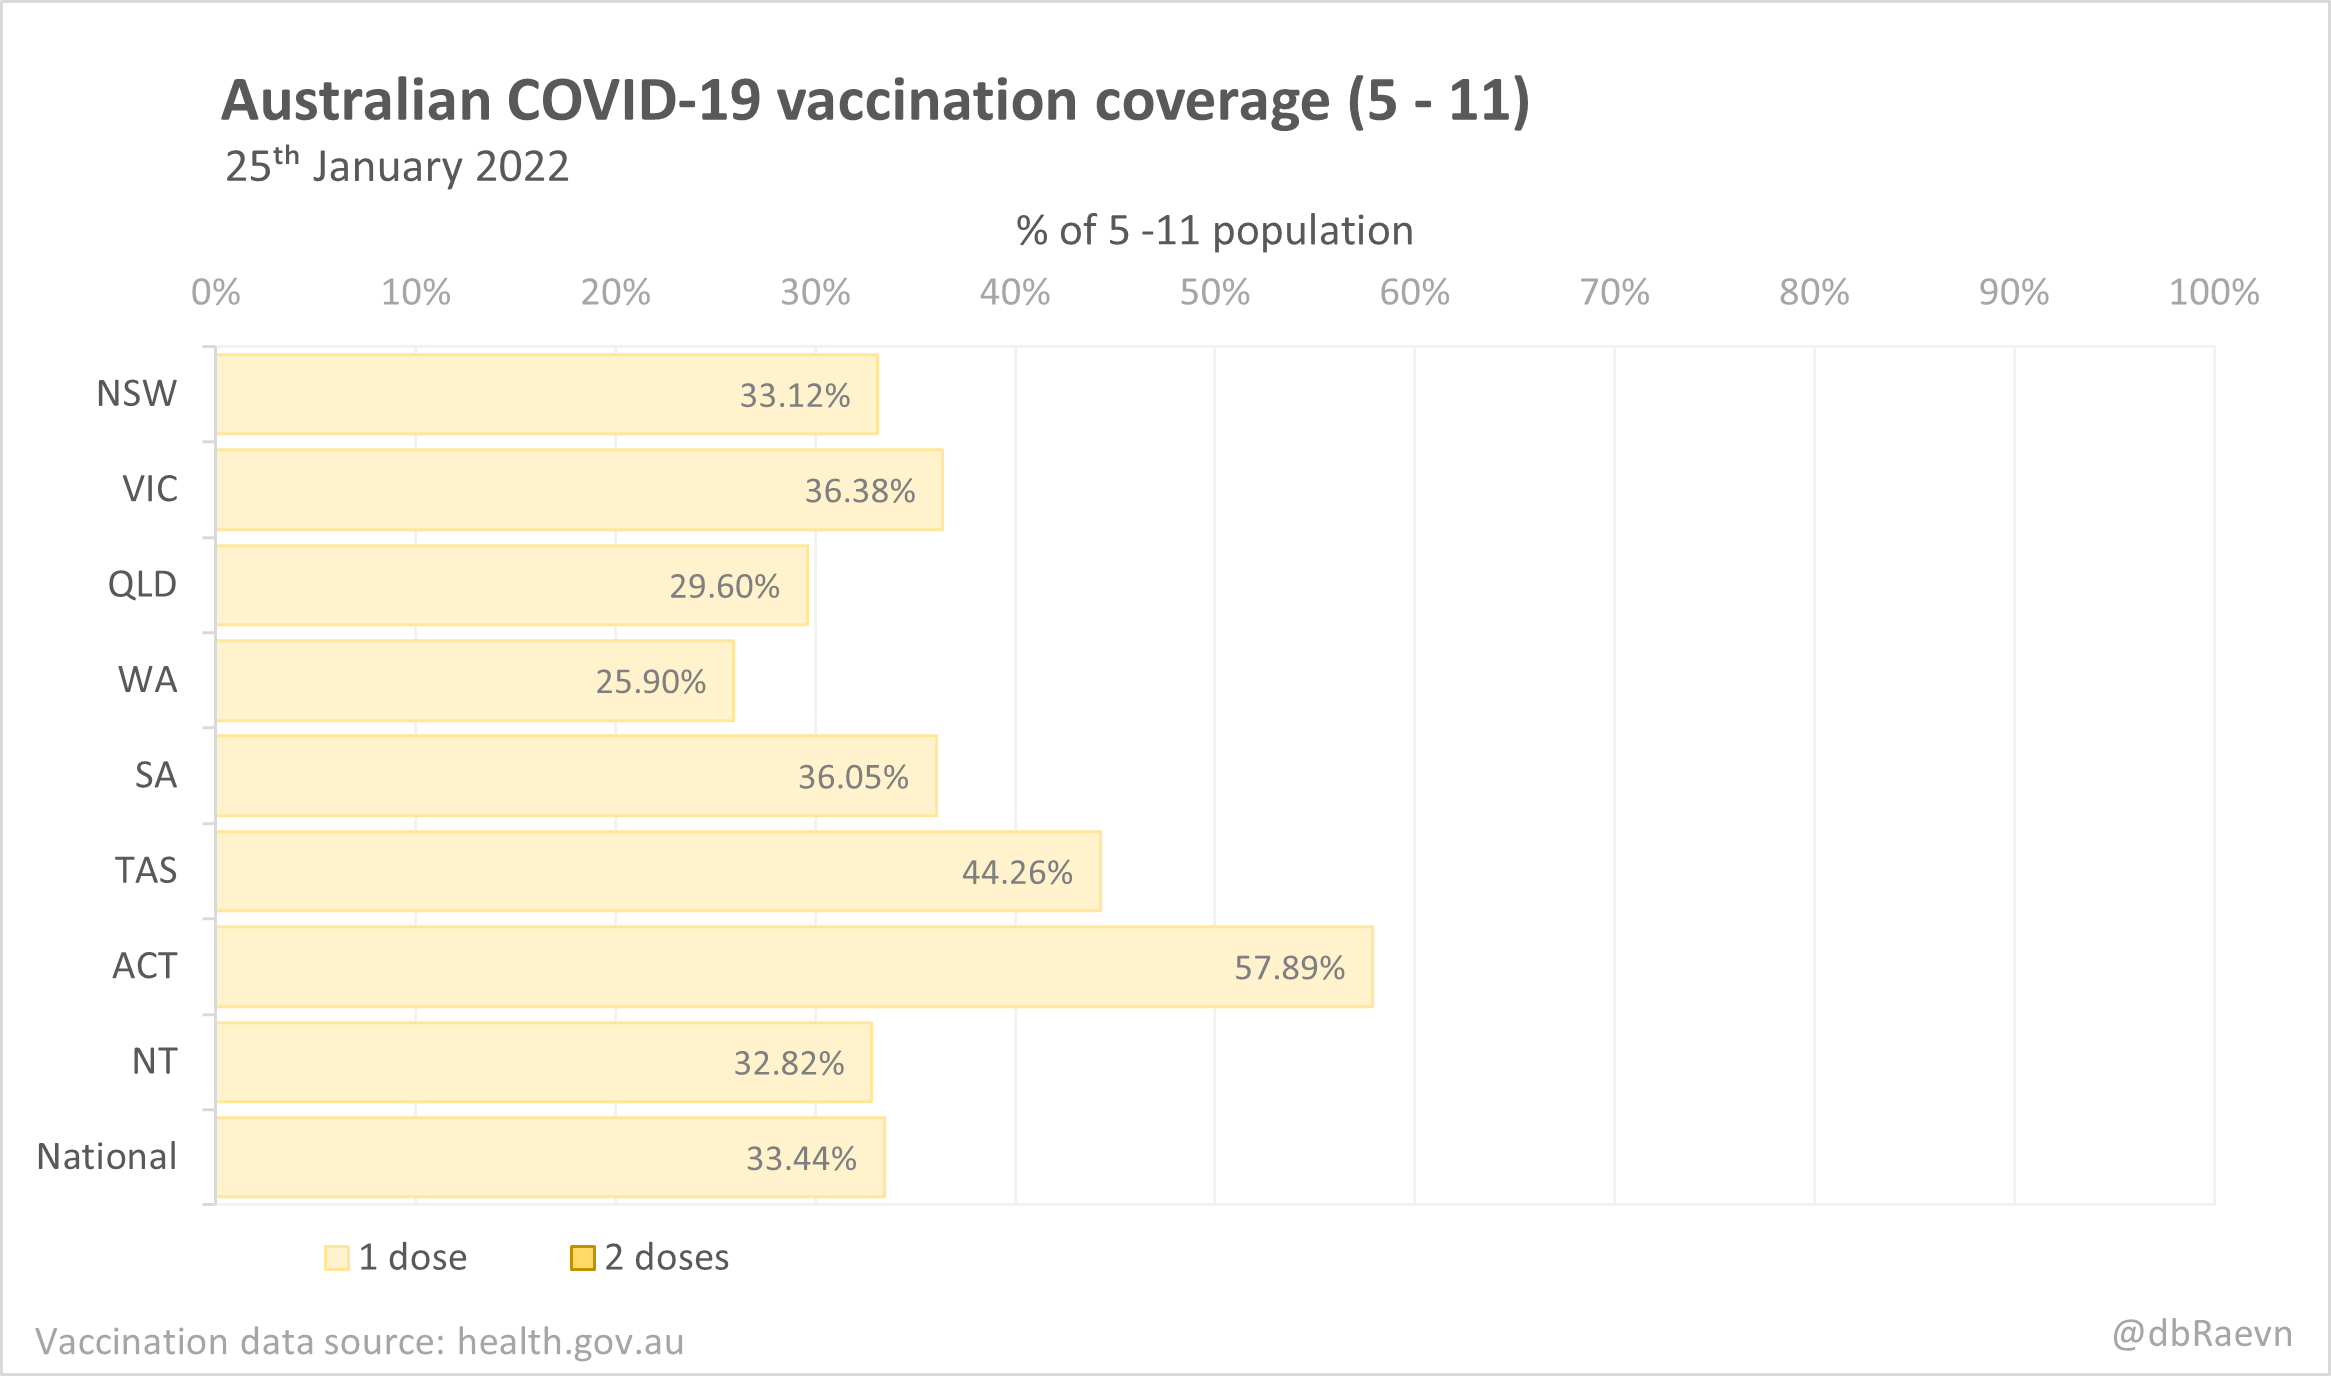 Australian COVID-19 vaccination coverage (5 - 11)
25th January 2022
% of 5 -11 population
0% 10% 20% 30% 40% 50% 60% 70% 80% 90% 100%
NSW 33.12%
VIC 36.38%
QLD 29.60%
WA 25.90%
SA 36.05%
TAS 44.26%
ACT 57.89%
NT 32.82%
National 33.44%
1 dose 2 doses
Vaccination data source: health.gov.au
@dbRaevn